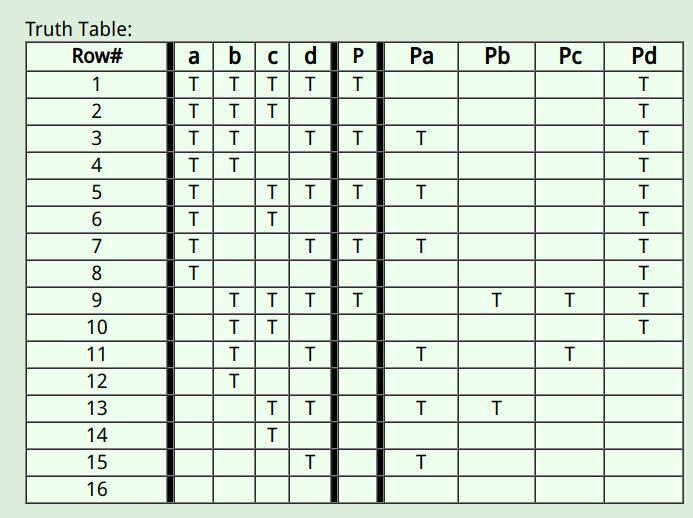 Truth Table:
Row# a b c d P Pa Pb Pc Pd
1 T T T T T T
2 T T T T
3 T T T T T T
4 T T T
5 T T T T T T
6 T T T
7 T T T T T
8 T T
9 T T T T T T T
10 T T T
11 T T T T
12 T
13 T T T T
14 T
15 T T
16